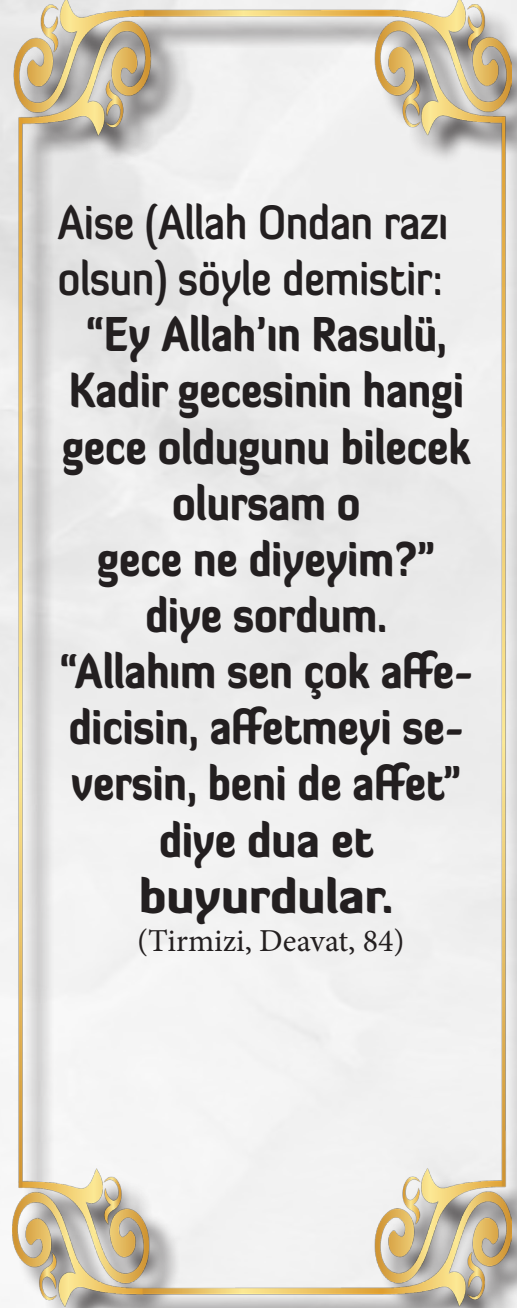 Aise (Allah Ondan razı
olsun) söyle demistir:
“Ey Allah’ın Rasulü,
Kadir gecesinin hangi
gece oldugunu bilecek
olursam o
gece ne diyeyim?”
diye sordum.
“Allahım sen çok affe-
dicisin, affetmeyi se-
versin, beni de affet”
diye dua et
buyurdular.
(Tirmizi, Deavat, 84)